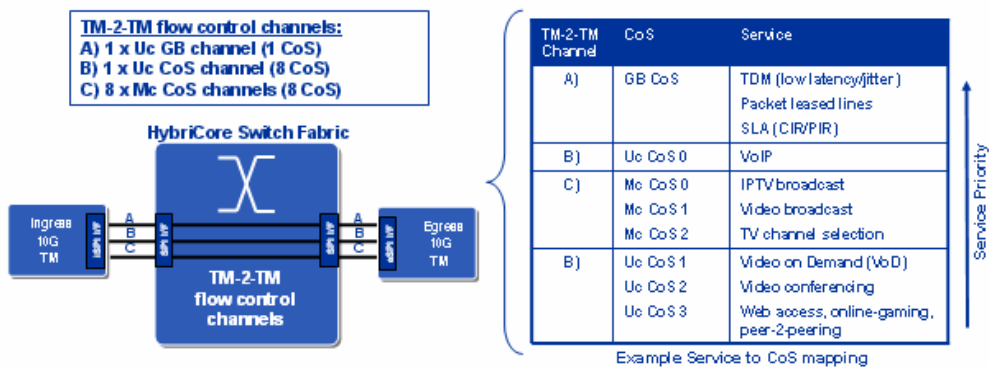 TM-2-TM flow control channels:
A) 1 x Uc GB channel (1 CoS)
B) 1 x Uc CoS channel (8 CoS)
C) 8 x Mc CoS channels (8 CoS)
HybriCore Switch Fabric
Ingress
10G
TM
iSPI I/F
A
B
C
SPI I/F
TM-2-TM
flow control
channels
SPI I/F
A
B
C
eSPI I/F
Egress
10G
TM
TM-2-TM Channel CoS Service
A) GB CoS TDM (low latency/jitter)
Packet leased lines
SLA (CIR/PIR)
B) Uc CoS 0 VoIP
C) Mc CoS 0 IPTV broadcast
Mc CoS 1 Video broadcast
Mc CoS 2 TV channel selection
B) Uc CoS 1 Video on Demand (VoD)
Uc CoS 2 Video conferencing
Uc CoS 3 Web access, online-gaming,
peer-2-peering
Service Priority
Example Service to CoS mapping